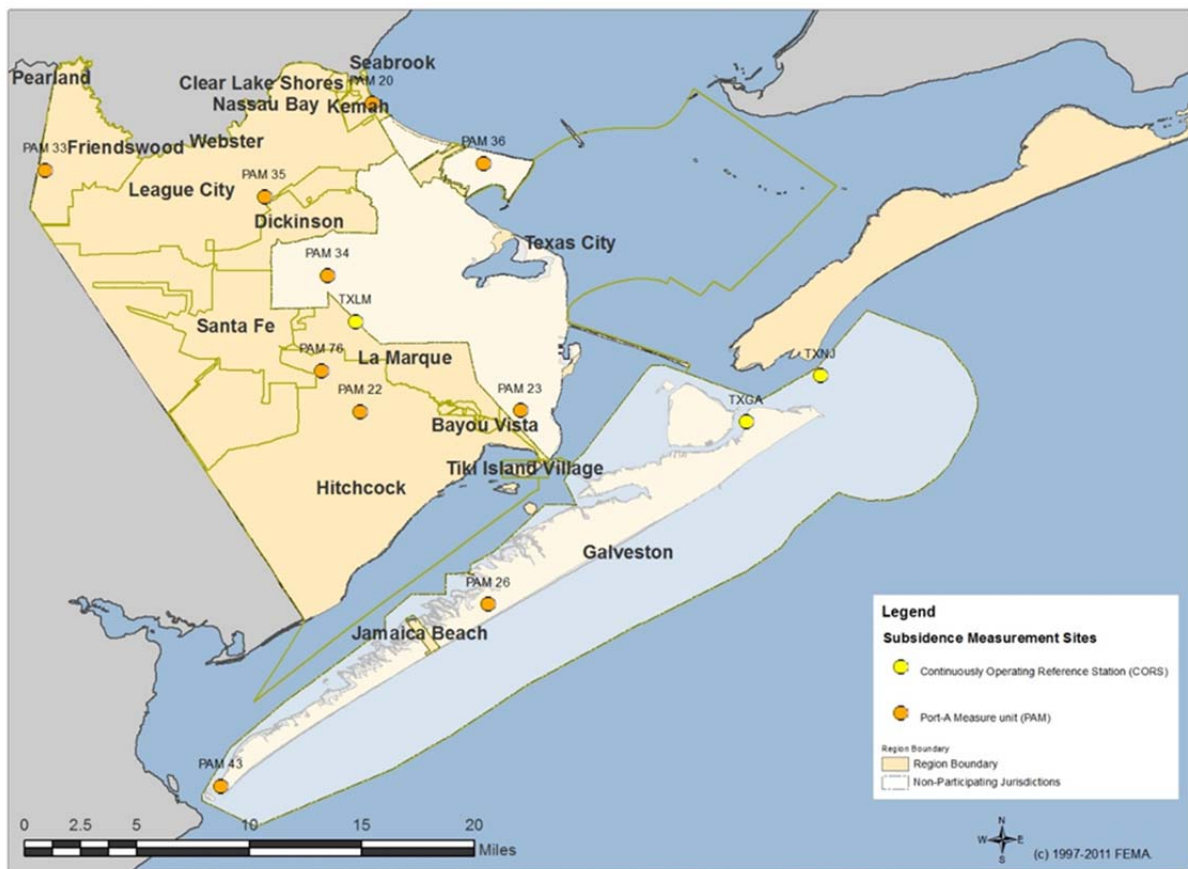 Pearland
Seabrook
Clear Lake Shores
PAM 20
Nassau Bay
Kemah
Webster
PAM 33
Friendswood
PAM 36
League City
PAM 35
Dickinson
Texas City
PAM 34
TXLM
Santa Fe
La Marque
PAM 76
PAM 22
PAM 23
TXNJ
TXGA
Bayou Vista
Tiki Island Village
Hitchcock
Galveston
PAM 26
Jamaica Beach
PAM 43
Legend
Subsidence Measurement Sites
Continuously Operating Reference Station (CORS)
Port-A Measure unit (PAM)
Region Boundary
Region Boundary
Non-Participating Jurisdictions
0 2.5 5 10 15 20
Miles
N
W E
S
(c) 1997-2011 FEMA.